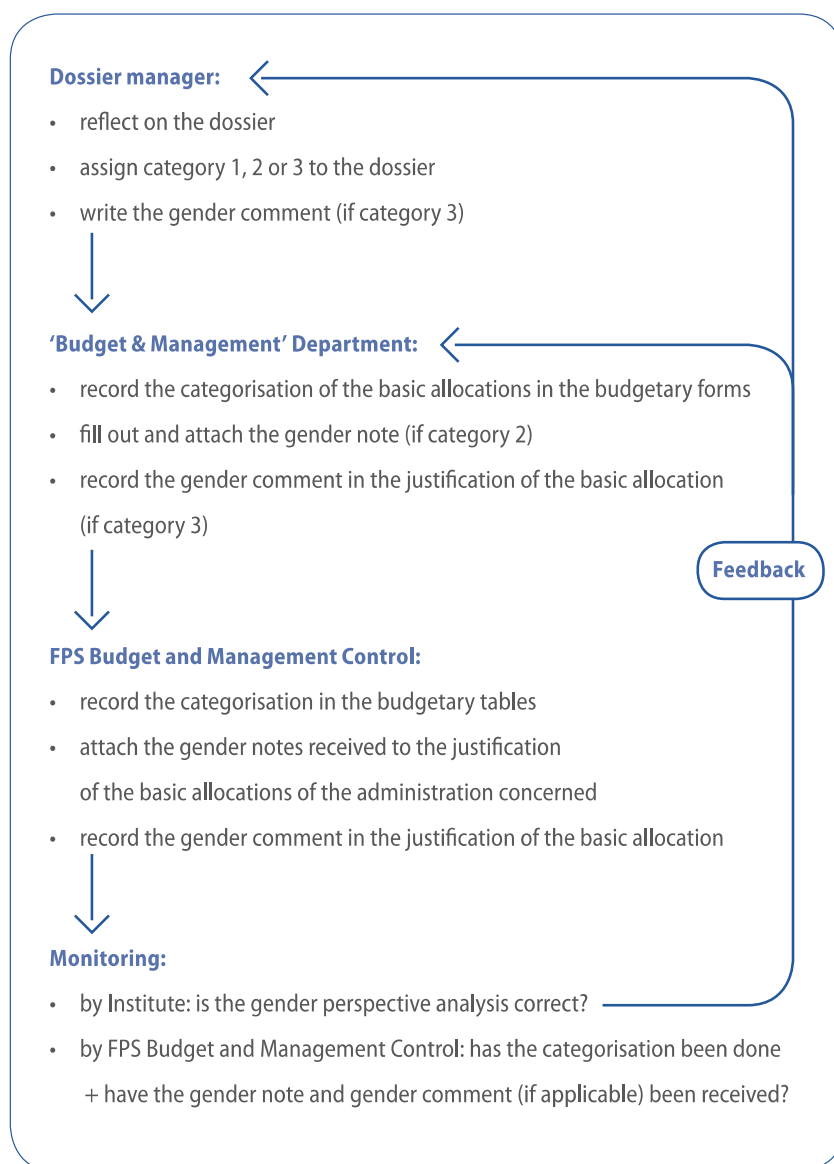 Dossier manager:
• reflect on the dossier
• assign category 1, 2 or 3 to the dossier
• write the gender comment (if category 3)
‘Budget & Management’ Department:
• record the categorisation of the basic allocations in the budgetary forms
• fill out and attach the gender note (if category 2)
• record the gender comment in the justification of the basic allocation
(if category 3)
Feedback
FPS Budget and Management Control:
• record the categorisation in the budgetary tables
• attach the gender notes received to the justification
of the basic allocations of the administration concerned
• record the gender comment in the justification of the basic allocation
Monitoring:
• by Institute: is the gender perspective analysis correct?
• by FPS Budget and Management Control: has the categorisation been done
+ have the gender note and gender comment (if applicable) been received?